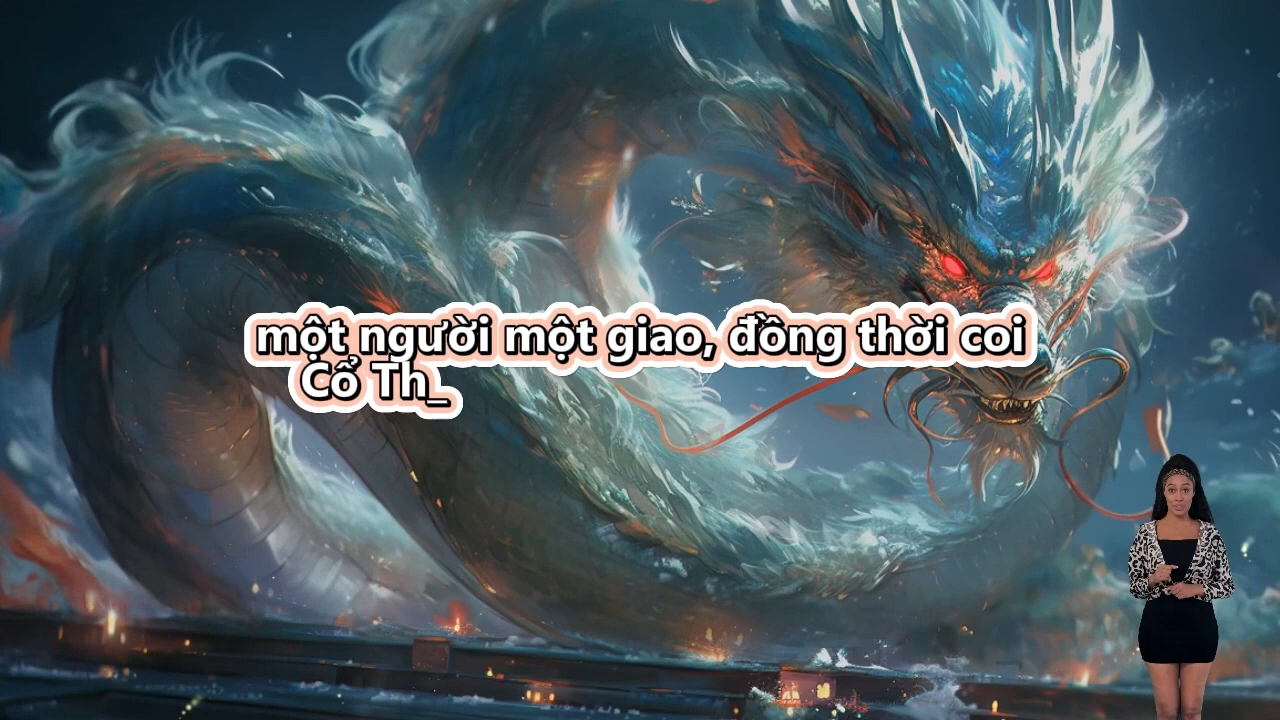 một người một giao, đồng thời coi
Cổ Th_